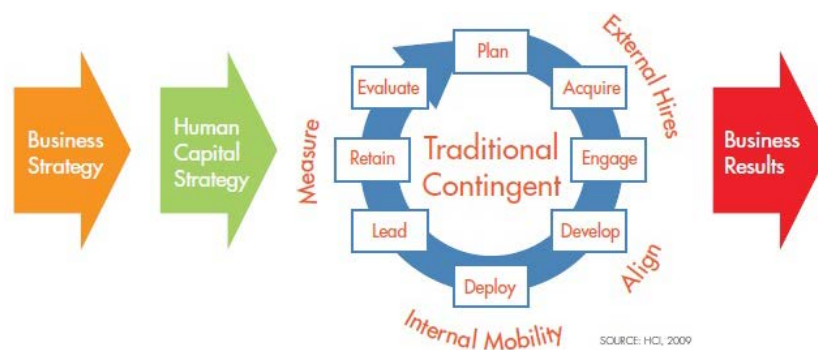 Business
Strategy
Human
Capital
Strategy
Plan
Acquire
Engage
Develop
Deploy
Lead
Retain
Evaluate
Traditional
Contingent
External Hires
Align
Internal Mobility
Measure
Business
Results
SOURCE: HCI, 2009